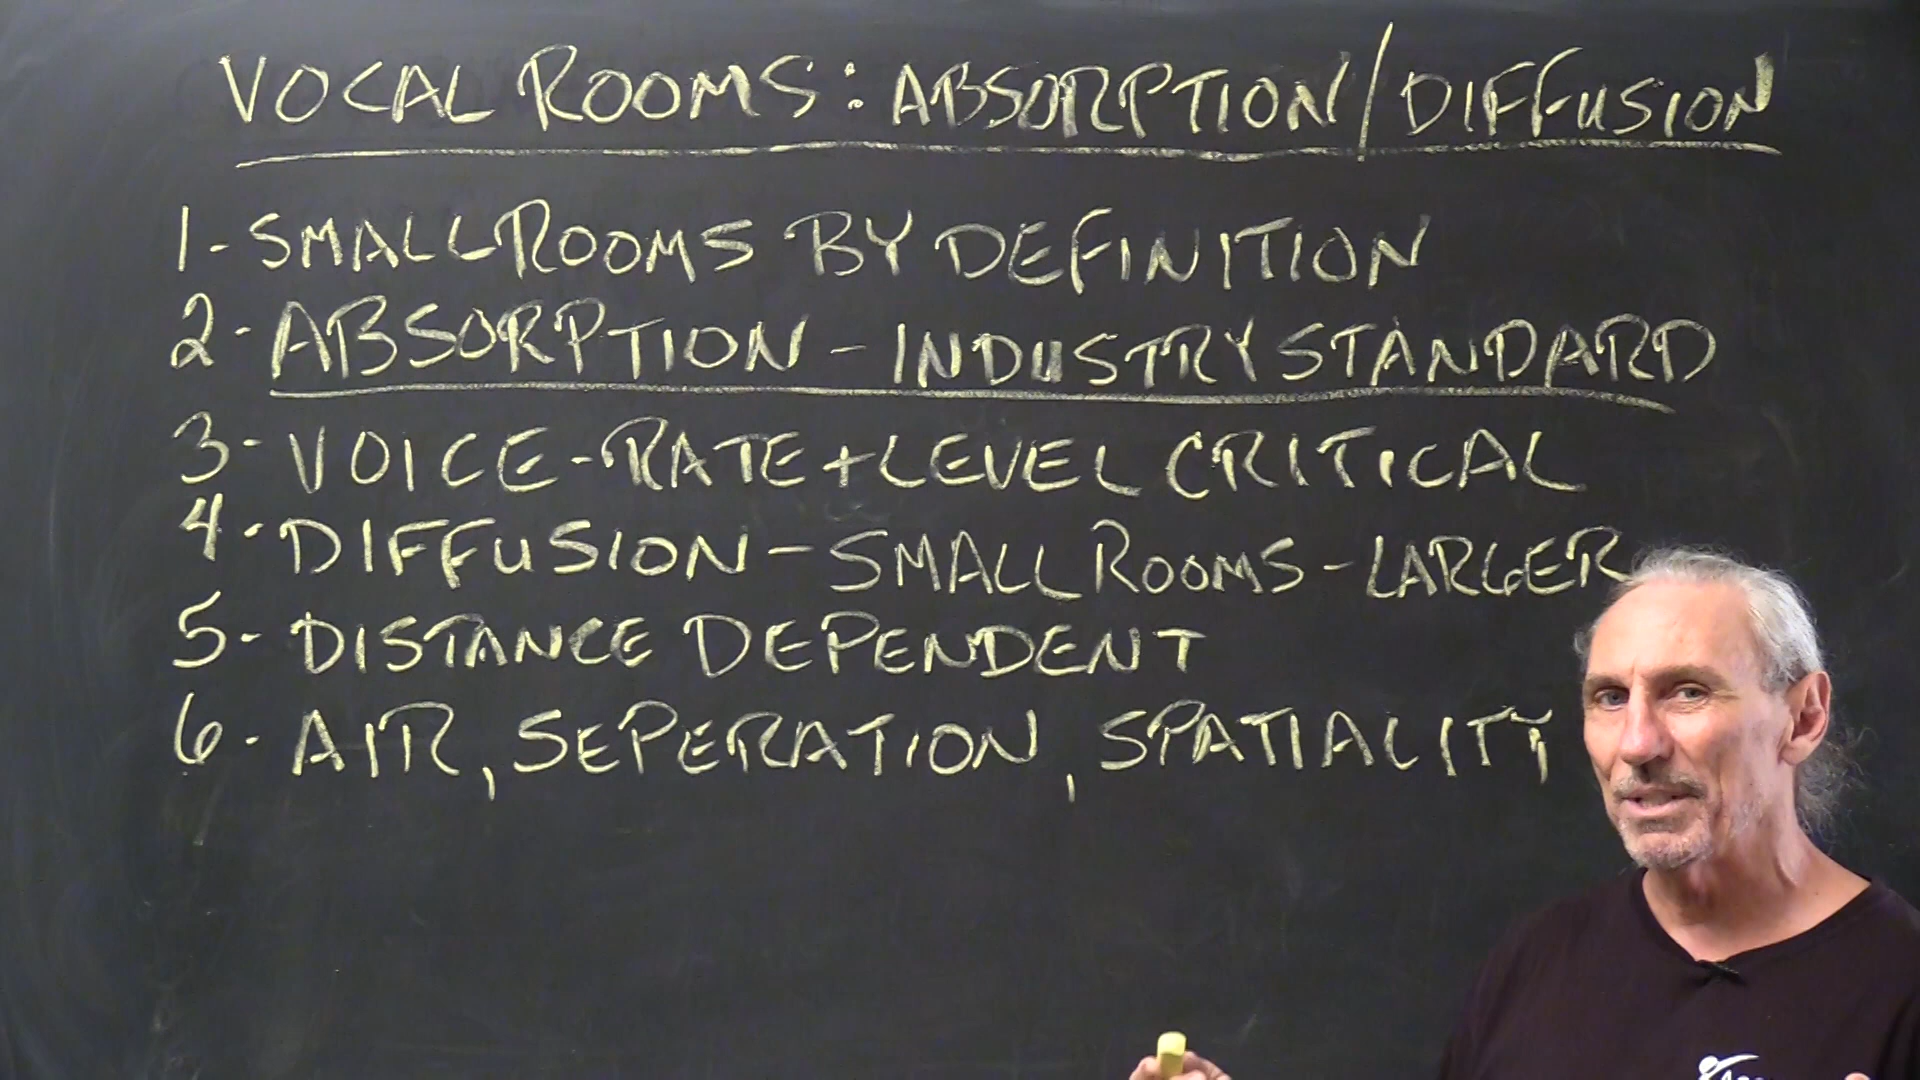 VOCAL ROOMS: ABSORPTION/DIFFUSION
1-SMALL ROOMS BY DEFINITION
2-ABSORPTION-INDUSTRY STANDARD
3-VOICE-RATE+LEVEL CRITICAL
4-DIFFUSION-SMALL ROOMS-LARGER
5-DISTANCE DEPENDENT
6-AIR, SEPERATION, SPATIALITY